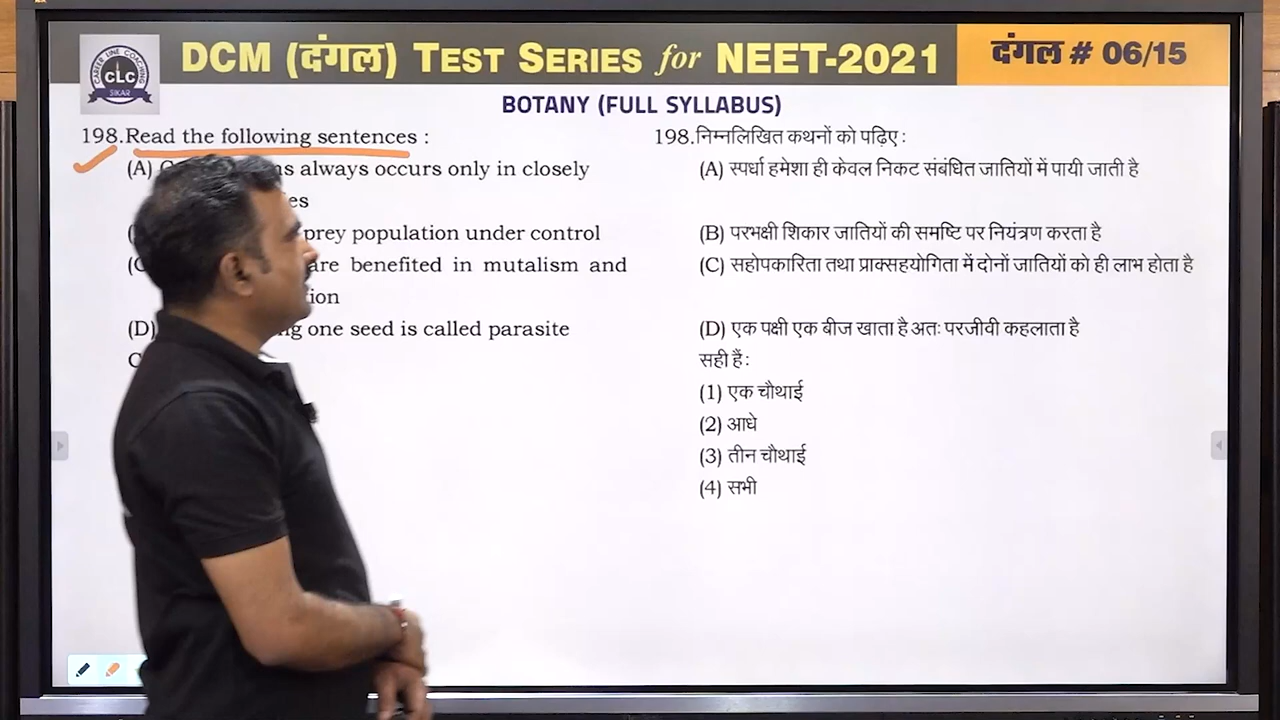 DCM (दंगल) TEST SERIES for NEET-2021
दंगल # 06/15
CAREER LINE COACHING
CLC
SIKAR
BOTANY (FULL SYLLABUS)
198.Read the following sentences :
(A) always occurs only in closely
prey population under control
are benefited in mutalism and
(D) one seed is called parasite
198.निम्नलिखित कथनों को पढ़िए :
(A) स्पर्धा हमेशा ही केवल निकट संबंधित जातियों में पायी जाती है
(B) परभक्षी शिकार जातियों की समष्टि पर नियंत्रण करता है
(C) सहोपकारिता तथा प्राक्सहयोगिता में दोनों जातियों को ही लाभ होता है
(D) एक पक्षी एक बीज खाता है अतः परजीवी कहलाता है
सही हैं :
(1) एक चौथाई
(2) आधे
(3) तीन चौथाई
(4) सभी